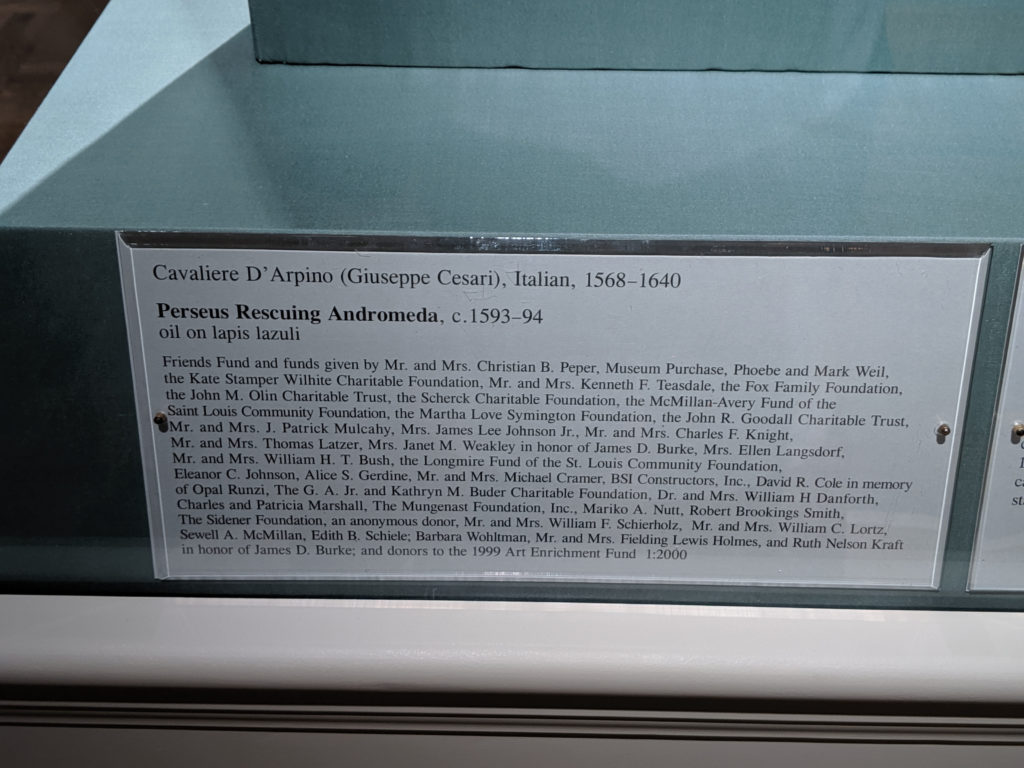 Cavaliere D'Arpino (Giuseppe Cesari), Italian, 1568–1640
Perseus Rescuing Andromeda, c.1593–94
oil on lapis lazuli
Friends Fund and funds given by Mr. and Mrs. Christian B. Peper, Museum Purchase, Phoebe and Mark Weil,
the Kate Stamper Wilhite Charitable Foundation, Mr. and Mrs. Kenneth F. Teasdale, the Fox Family Foundation,
the John M. Olin Charitable Trust, the Scherck Charitable Foundation, the McMillan-Avery Fund of the
Saint Louis Community Foundation, the Martha Love Symington Foundation, the John R. Goodall Charitable Trust,
Mr. and Mrs. J. Patrick Mulcahy, Mrs. James Lee Johnson Jr., Mr. and Mrs. Charles F. Knight,
Mr. and Mrs. Thomas Latzer, Mrs. Janet M. Weakley in honor of James D. Burke, Mrs. Ellen Langsdorf,
Mr. and Mrs. William H. T. Bush, the Longmire Fund of the St. Louis Community Foundation,
Eleanor C. Johnson, Alice S. Gerdine, Mr. and Mrs. Michael Cramer, BSI Constructors, Inc., David R. Cole in memory
of Opal Runzi, The G. A. Jr. and Kathryn M. Buder Charitable Foundation, Dr. and Mrs. William H Danforth,
Charles and Patricia Marshall, The Mungenast Foundation, Inc., Mariko A. Nutt, Robert Brookings Smith,
The Sidener Foundation, an anonymous donor, Mr. and Mrs. William F. Schierholz, Mr. and Mrs. William C. Lortz,
Sewell A. McMillan, Edith B. Schiele; Barbara Wohltman, Mr. and Mrs. Fielding Lewis Holmes, and Ruth Nelson Kraft
in honor of James D. Burke; and donors to the 1999 Art Enrichment Fund 1:2000